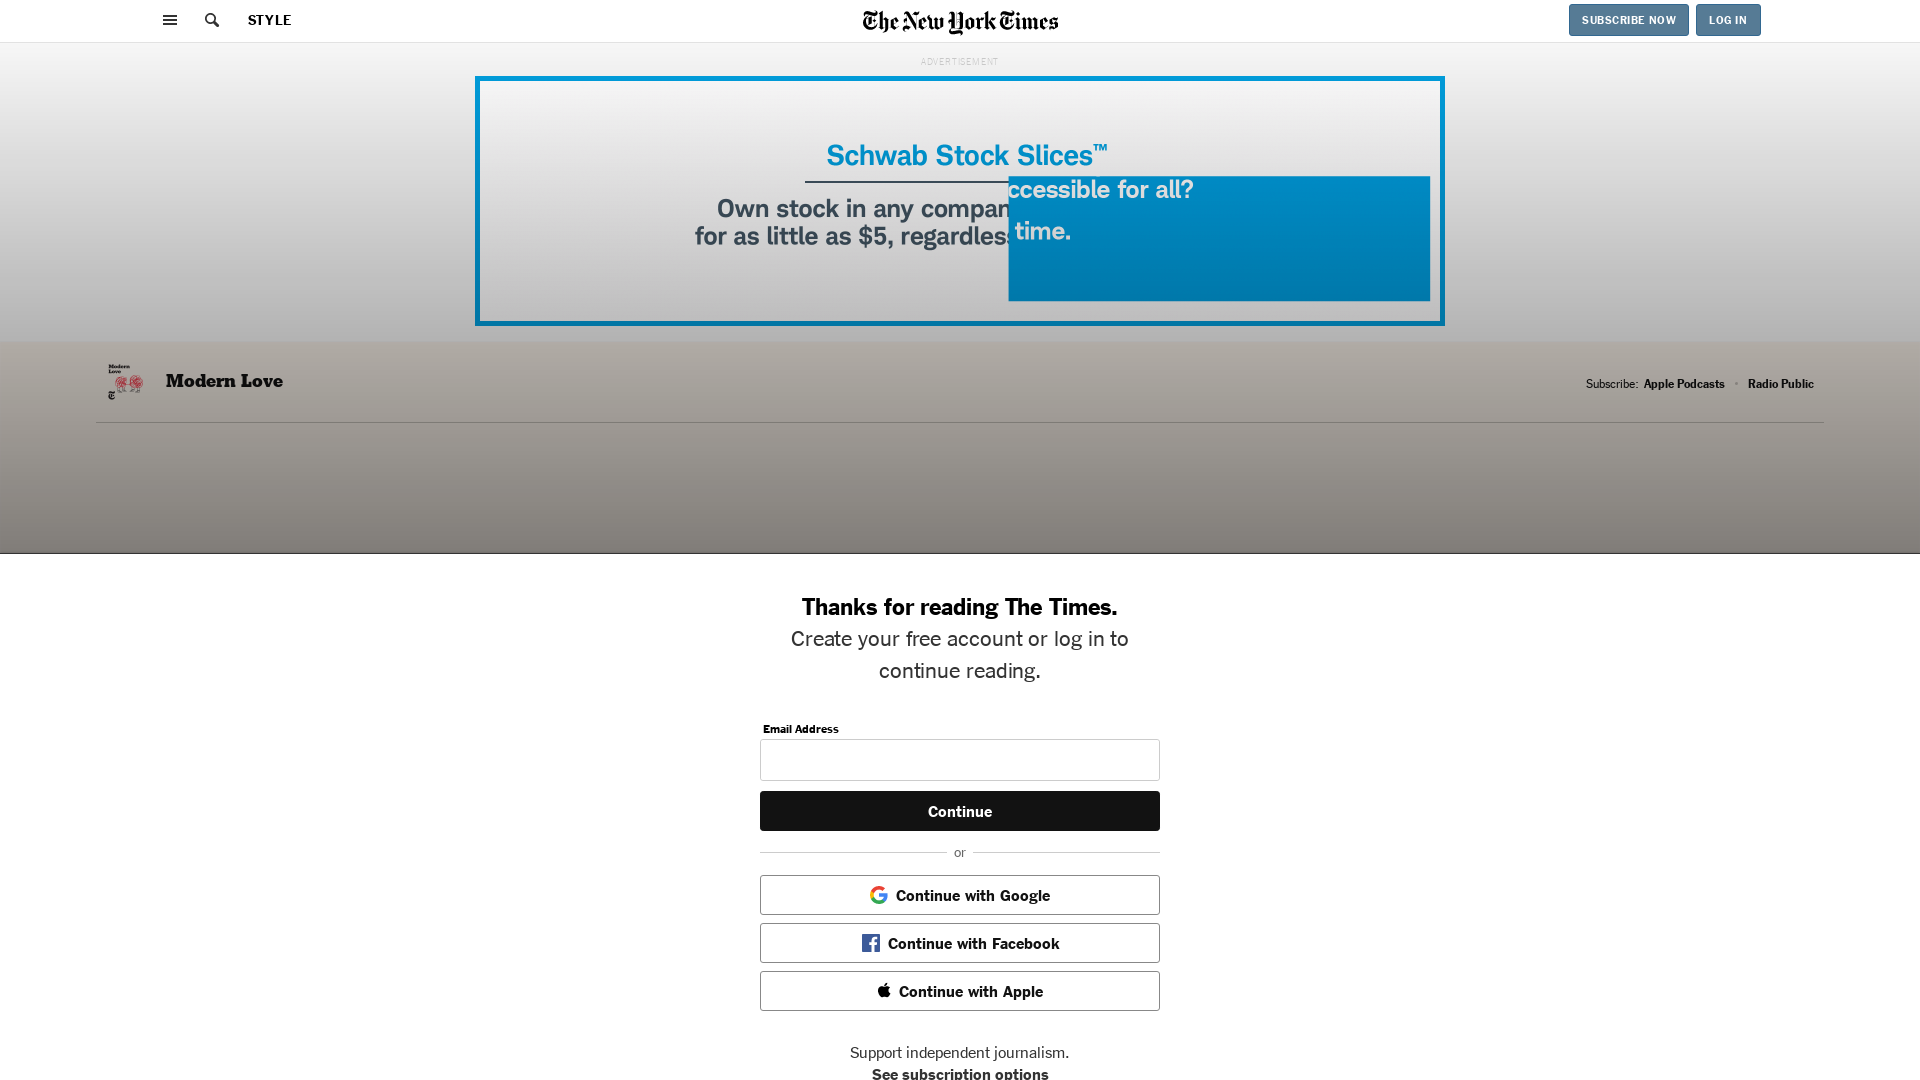 STYLE
The New York Times
SUBSCRIBE NOW
LOG IN
ADVERTISEMENT
Schwab Stock Slices™
ccessible for all?
Own stock in any compan
time.
for as little as $5, regardless
Modern Love
Modern Love
Subscribe: Apple Podcasts • Radio Public
Thanks for reading The Times.
Create your free account or log in to
continue reading.
Email Address
Continue
or
Continue with Google
Continue with Facebook
Continue with Apple
Support independent journalism.
See subscription options